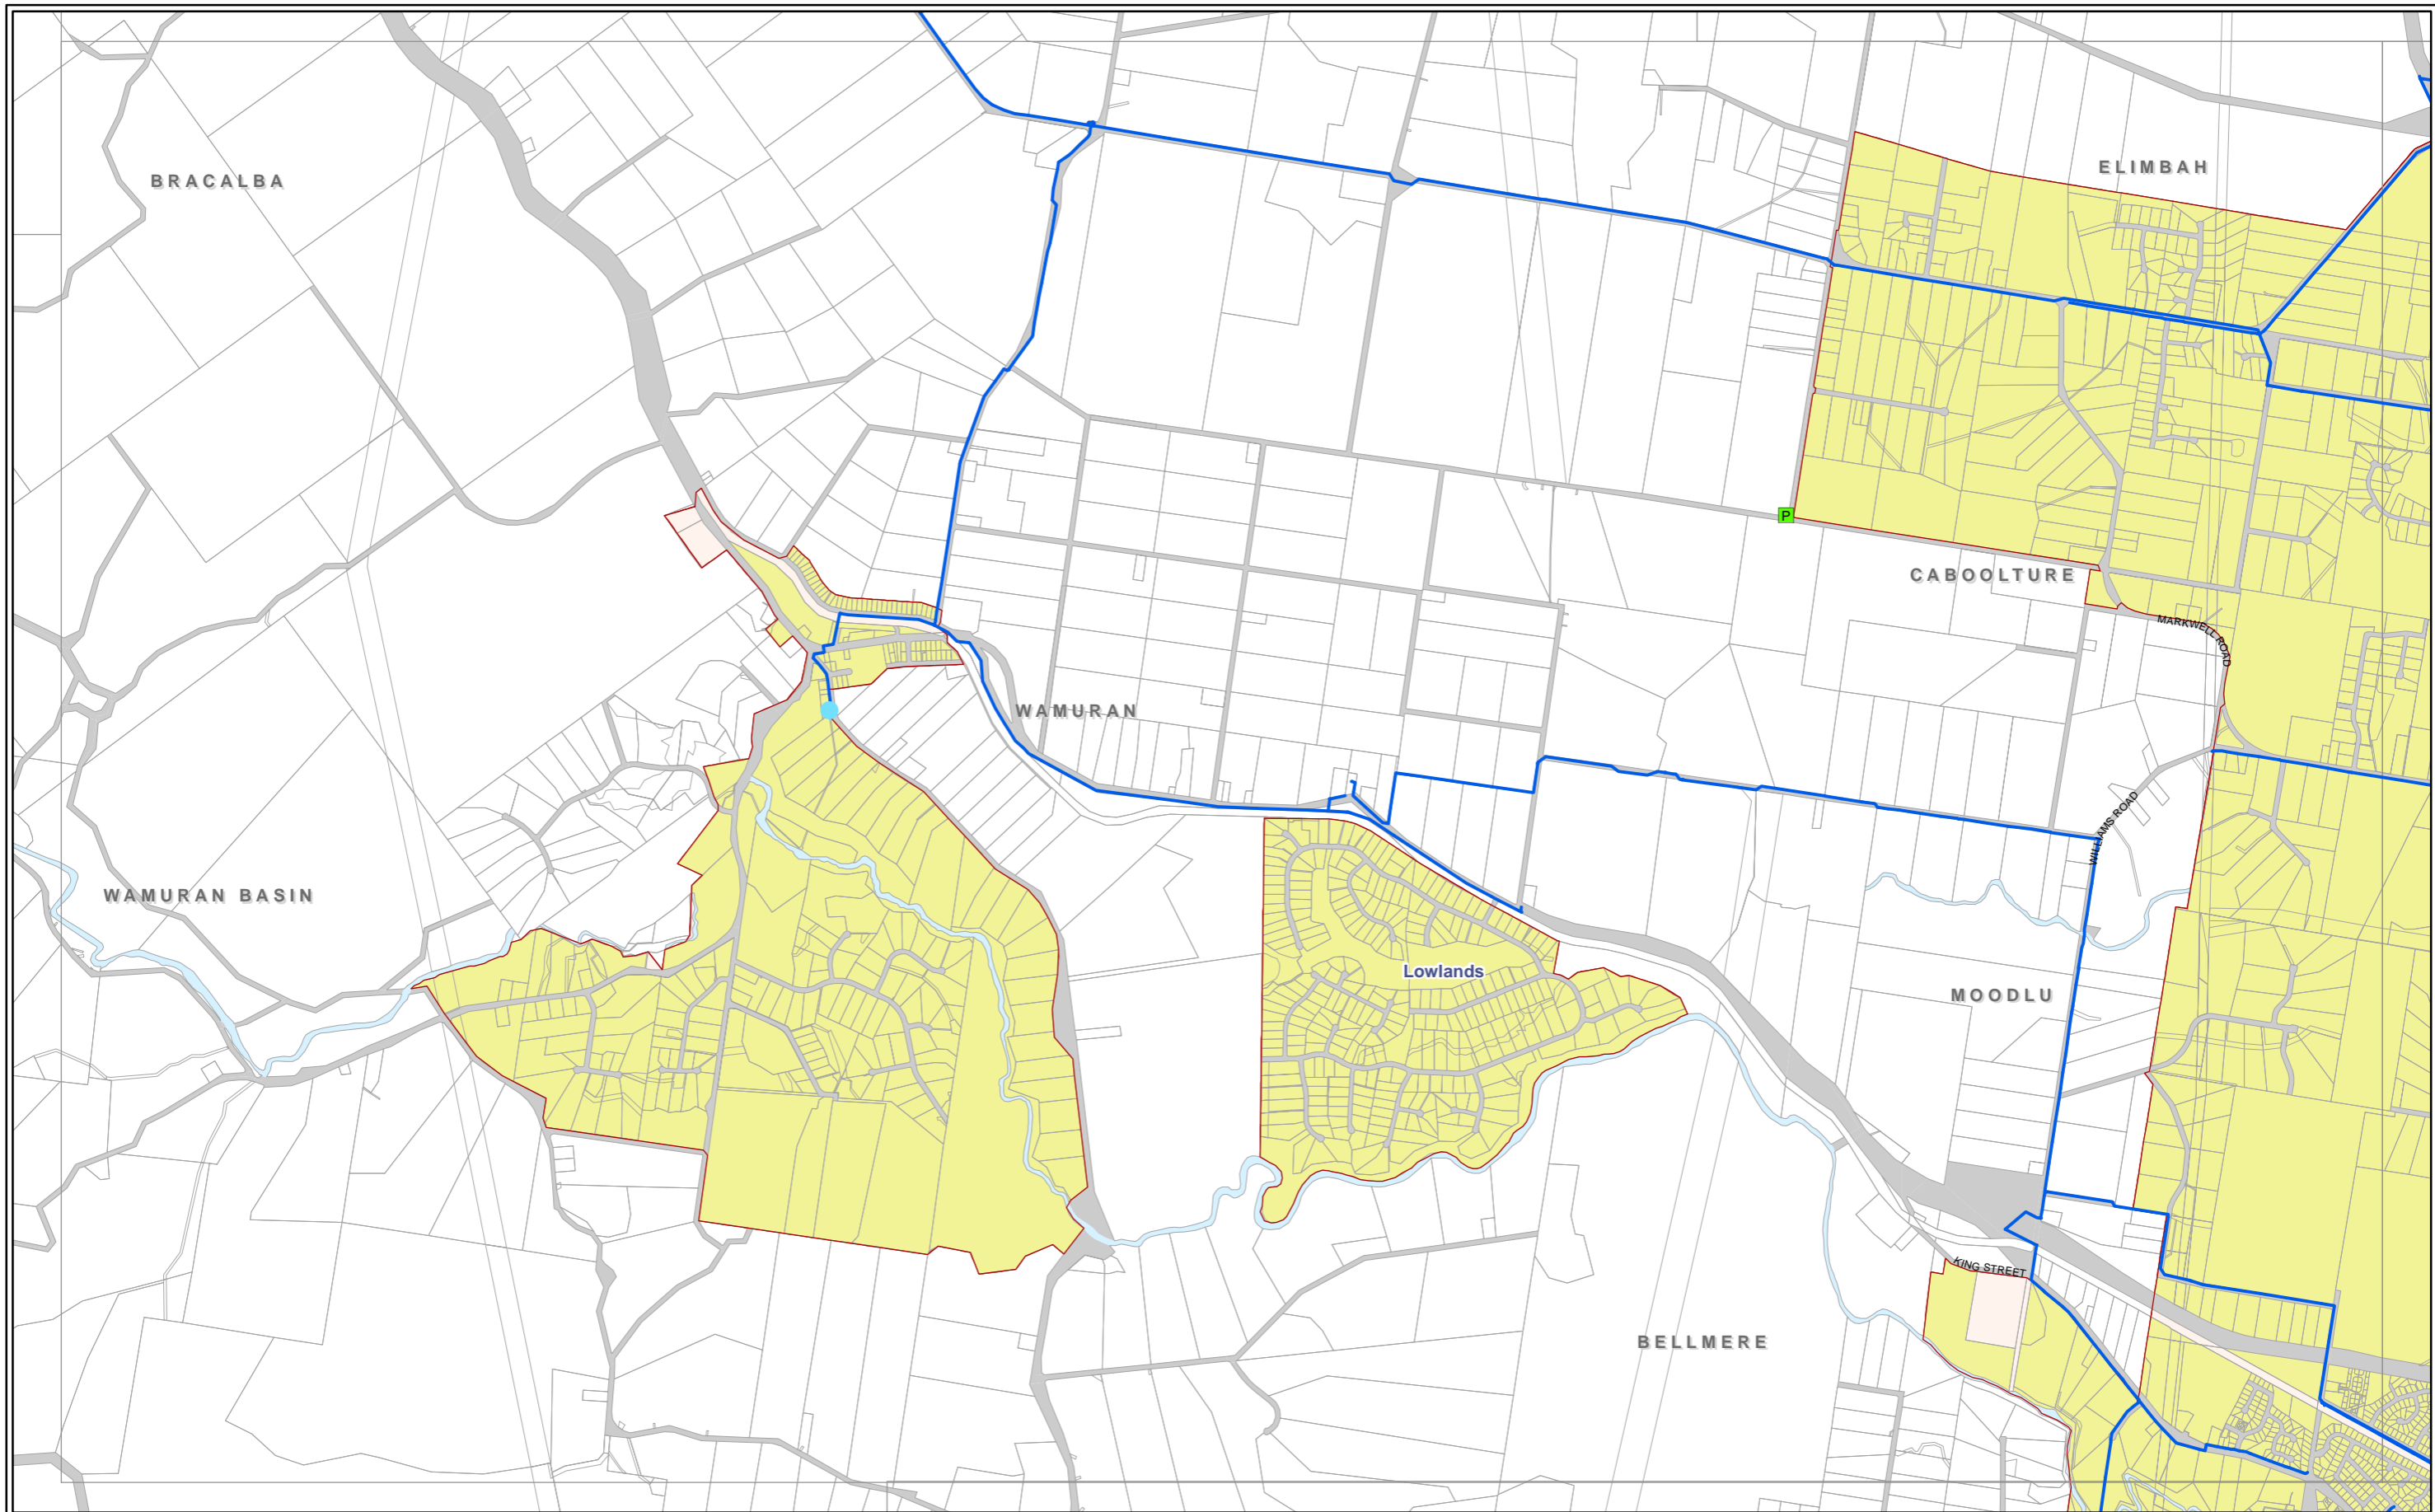 ELIMBAH
BRACALBA
P
CABOOLTURE
MARKWELL ROAD
WAMURAN
WILLIAMS ROAD
WAMURAN BASIN
Lowlands
MOODLU
KING STREET
BELLMERE